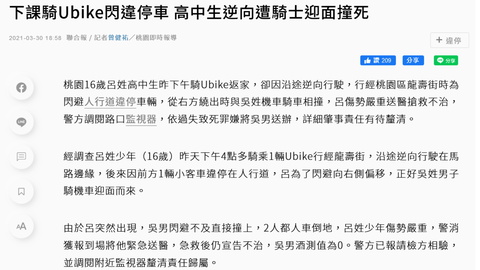 下課騎Ubike閃違停車 高中生逆向遭騎士迎面撞死
2021-03-30 18:58 聯合報 / 記者曾健祐／桃園即時報導
+ 違停
讚 209 分享 分享
桃園16歲呂姓高中生昨下午騎Ubike返家，卻因沿途逆向行駛，行經桃園區龍壽街時為
閃避人行道違停車輛，從右方繞出時與吳姓機車騎車相撞，呂傷勢嚴重送醫搶救不治，
警方調閱路口監視器，依過失致死罪嫌將吳男送辦，詳細肇事責任有待釐清。
經調查呂姓少年（16歲）昨天下午4點多騎乘1輛Ubike行經龍壽街，沿途逆向行駛在馬
路邊緣，後來因前方1輛小客車違停在人行道，呂為了閃避向右側偏移，正好吳姓男子
騎機車迎面而來。
由於呂突然出現，吳男閃避不及直接撞上，2人都人車倒地，呂姓少年傷勢嚴重，警消
獲報到場將他緊急送醫，急救後仍宣告不治，吳男酒測值為0。警方已報請檢方相驗，
並調閱附近監視器釐清責任歸屬。